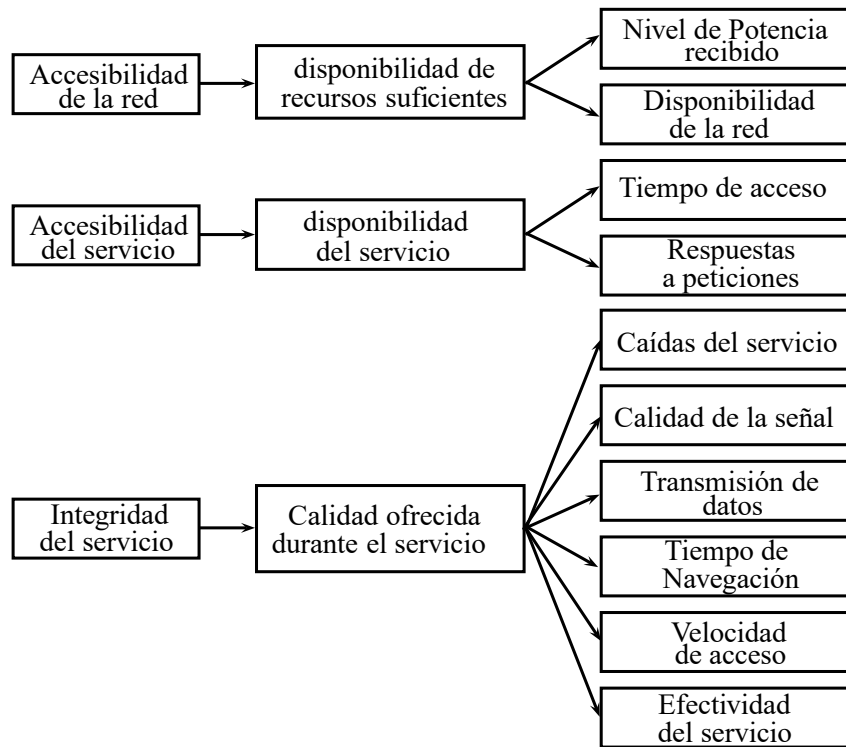 Accesibilidad
de la red
disponibilidad de
recursos suficientes
Nivel de Potencia
recibido
Disponibilidad
de la red
Accesibilidad
del servicio
disponibilidad
del servicio
Tiempo de acceso
Respuestas
a peticiones
Integridad
del servicio
Calidad ofrecida
durante el servicio
Caídas del servicio
Calidad de la señal
Transmisión de
datos
Tiempo de
Navegación
Velocidad
de acceso
Efectividad
del servicio